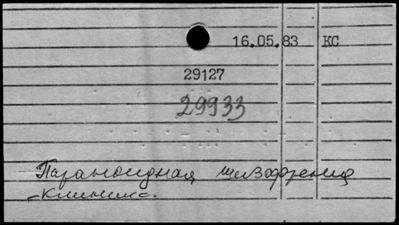 16.05.83 КС
29127
29933
Параноидная шизофрения
-клиника.